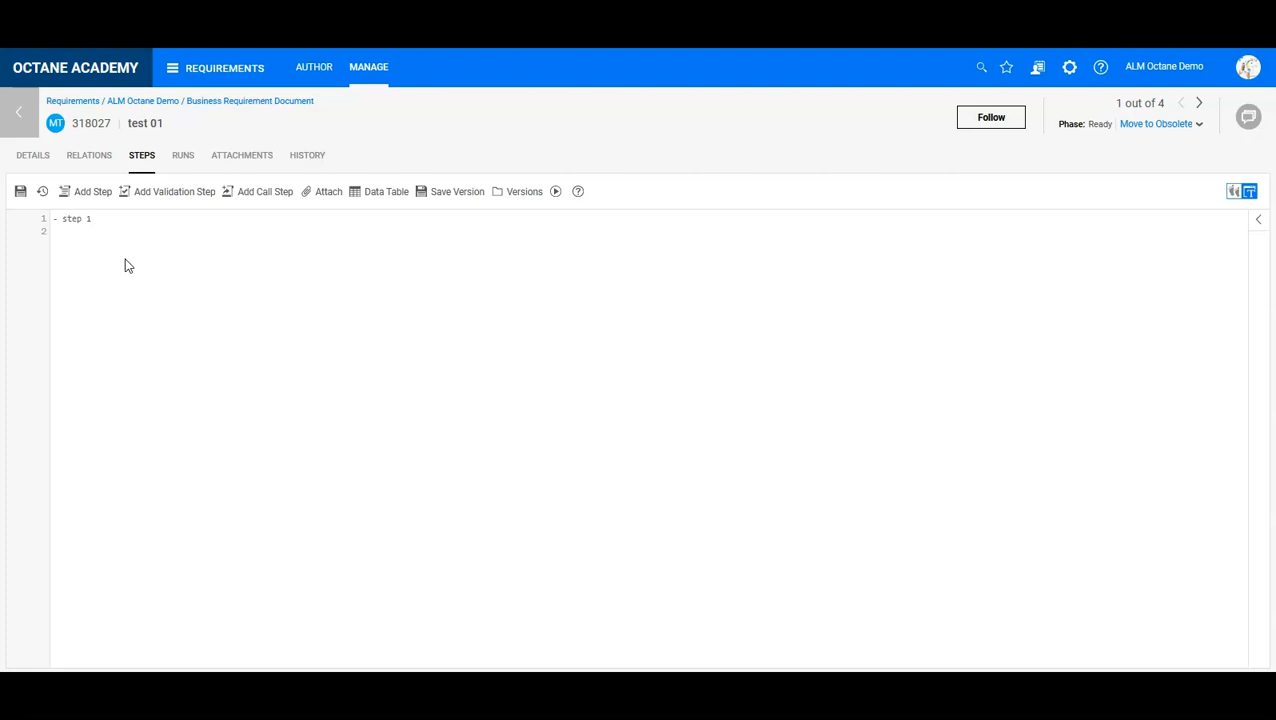 OCTANE ACADEMY REQUIREMENTS AUTHOR MANAGE ALM Octane Demo
Requirements / ALM Octane Demo / Business Requirement Document
MT 318027 test 01
Follow
1 out of 4
Phase: Ready Move to Obsolete
DETAILS RELATIONS STEPS RUNS ATTACHMENTS HISTORY
Add Step Add Validation Step Add Call Step Attach Data Table Save Version Versions
1 - step 1
2